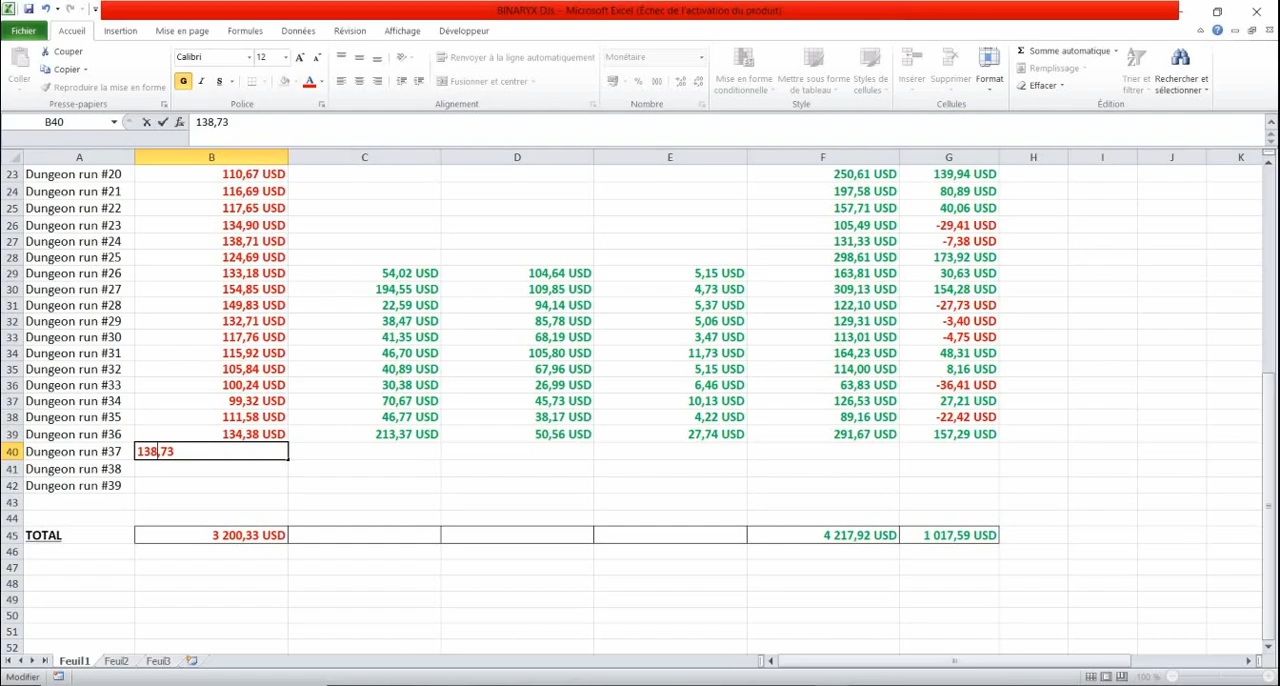 BINARYX DJs - Microsoft Excel (Échec de l'activation du produit)
Fichier Accueil Insertion Mise en page Formules Données Révision Affichage Développeur
Coller
Couper
Copier
Reproduire la mise en forme
Presse-papiers
Calibri 12
G I S A
Police
Renvoyer à la ligne automatiquement
Fusionner et centrer
Alignement
Monétaire
% 000
Nombre
Mise en forme conditionnelle
Mettre sous forme de tableau
Styles de cellules
Style
Insérer Supprimer Format
Cellules
Σ Somme automatique
Remplissage
Effacer
Trier et filtrer
Rechercher et sélectionner
Édition
B40 fx 138,73
A B C D E F G H I J K
23 Dungeon run #20 110,67 USD 250,61 USD 139,94 USD
24 Dungeon run #21 116,69 USD 197,58 USD 80,89 USD
25 Dungeon run #22 117,65 USD 157,71 USD 40,06 USD
26 Dungeon run #23 134,90 USD 105,49 USD -29,41 USD
27 Dungeon run #24 138,71 USD 131,33 USD -7,38 USD
28 Dungeon run #25 124,69 USD 298,61 USD 173,92 USD
29 Dungeon run #26 133,18 USD 54,02 USD 104,64 USD 5,15 USD 163,81 USD 30,63 USD
30 Dungeon run #27 154,85 USD 194,55 USD 109,85 USD 4,73 USD 309,13 USD 154,28 USD
31 Dungeon run #28 149,83 USD 22,59 USD 94,14 USD 5,37 USD 122,10 USD -27,73 USD
32 Dungeon run #29 132,71 USD 38,47 USD 85,78 USD 5,06 USD 129,31 USD -3,40 USD
33 Dungeon run #30 117,76 USD 41,35 USD 68,19 USD 3,47 USD 113,01 USD -4,75 USD
34 Dungeon run #31 115,92 USD 46,70 USD 105,80 USD 11,73 USD 164,23 USD 48,31 USD
35 Dungeon run #32 105,84 USD 40,89 USD 67,96 USD 5,15 USD 114,00 USD 8,16 USD
36 Dungeon run #33 100,24 USD 30,38 USD 26,99 USD 6,46 USD 63,83 USD -36,41 USD
37 Dungeon run #34 99,32 USD 70,67 USD 45,73 USD 10,13 USD 126,53 USD 27,21 USD
38 Dungeon run #35 111,58 USD 46,77 USD 38,17 USD 4,22 USD 89,16 USD -22,42 USD
39 Dungeon run #36 134,38 USD 213,37 USD 50,56 USD 27,74 USD 291,67 USD 157,29 USD
40 Dungeon run #37 138,73
41 Dungeon run #38
42 Dungeon run #39
43
44
45 TOTAL 3 200,33 USD 4 217,92 USD 1 017,59 USD
46
47
48
49
50
51
52
Feuil1 Feuil2 Feuil3
Modifier 100 %